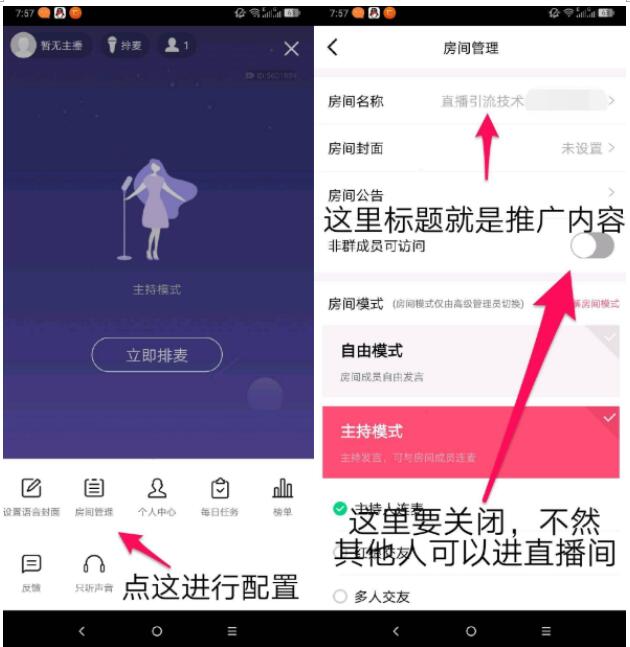 7:57
暂无主播
排麦
1
主持模式
立即排麦
设置语音封面
房间管理
个人中心
每日任务
榜单
反馈
只听声音
点这进行配置
7:57
房间管理
房间名称
直播引流技术
房间封面
未设置
房间公告
这里标题就是推广内容
非群成员可访问
房间模式
(房间模式仅由高级管理员切换)
房间模式
自由模式
房间成员自由发言
主持模式
主持发言，可与房间成员连麦
主持人连麦
这里要关闭，不然
其他人可以进直播间
多人交友